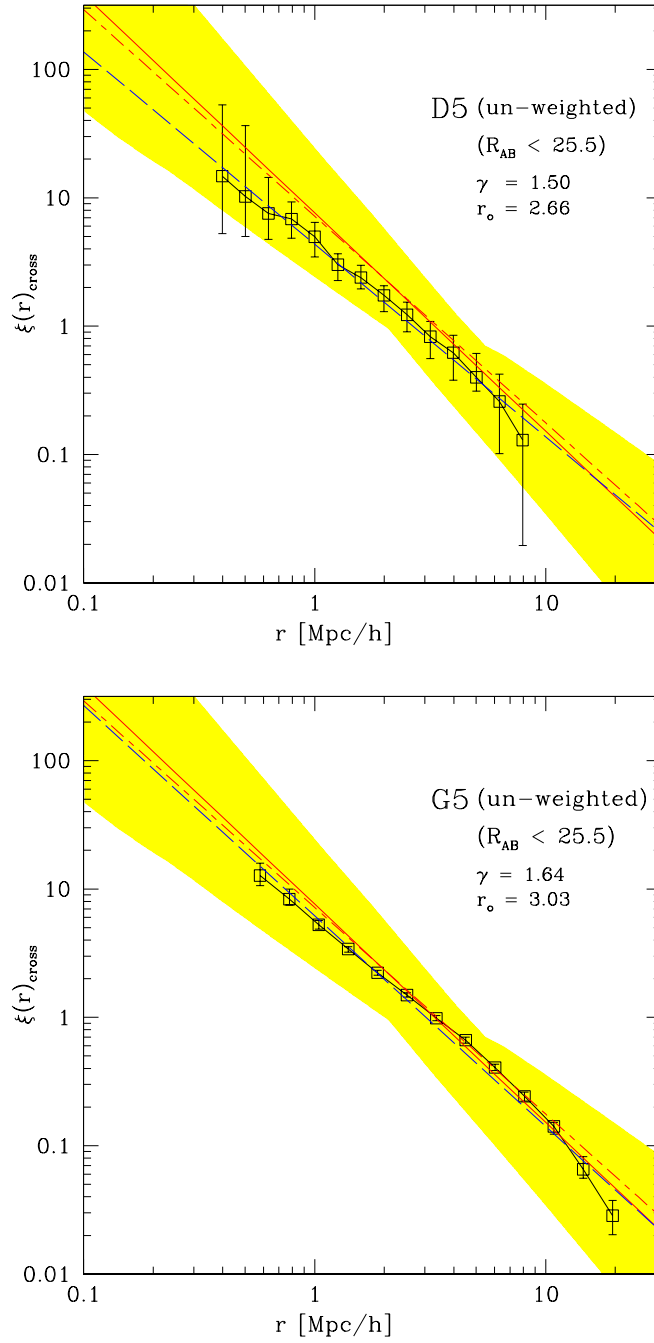 100
10
1
0.1
0.01
ξ(r)cross
D5 (un-weighted)
(R_AB < 25.5)
γ = 1.50
r_o = 2.66
0.1 1 10
r [Mpc/h]
100
10
1
0.1
0.01
ξ(r)cross
G5 (un-weighted)
(R_AB < 25.5)
γ = 1.64
r_o = 3.03
0.1 1 10
r [Mpc/h]